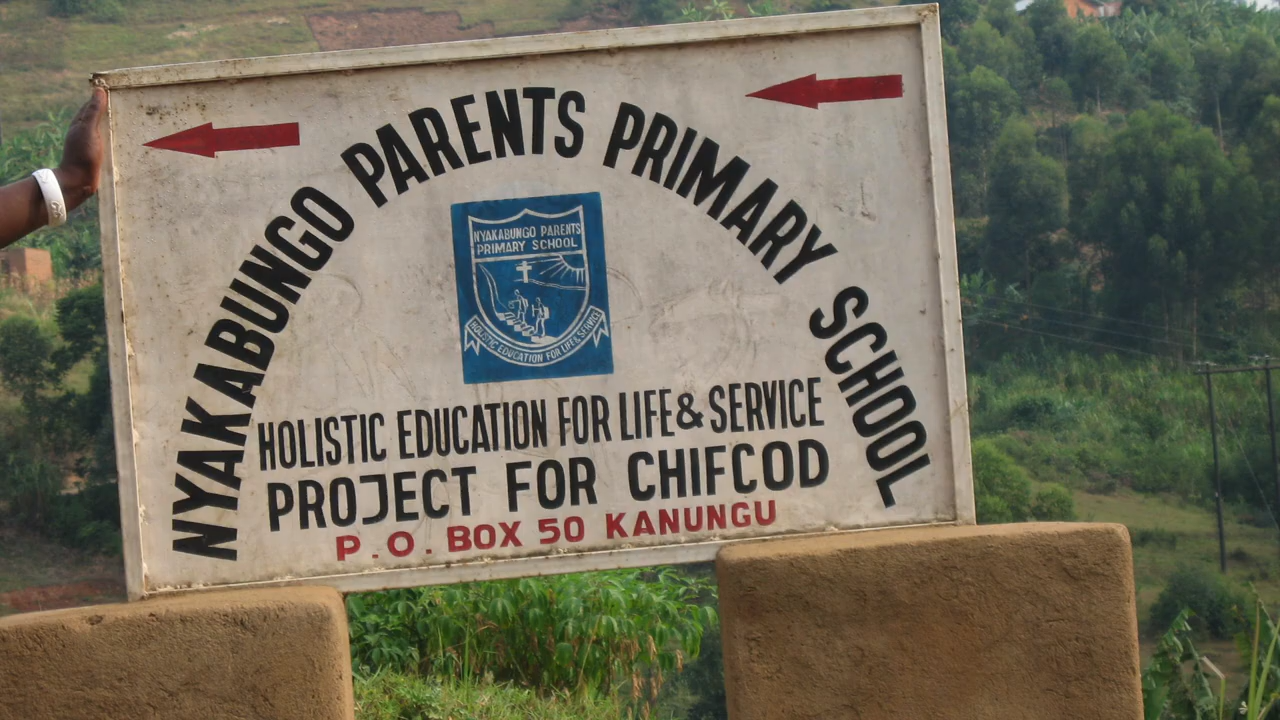 NYAKABUNGO PARENTS PRIMARY SCHOOL
NYAKABUNGO PARENTS
PRIMARY SCHOOL
HOLISTIC EDUCATION FOR LIFE & SERVICE
HOLISTIC EDUCATION FOR LIFE & SERVICE
PROJECT FOR CHIFCOD
P.O. BOX 50 KANUNGU